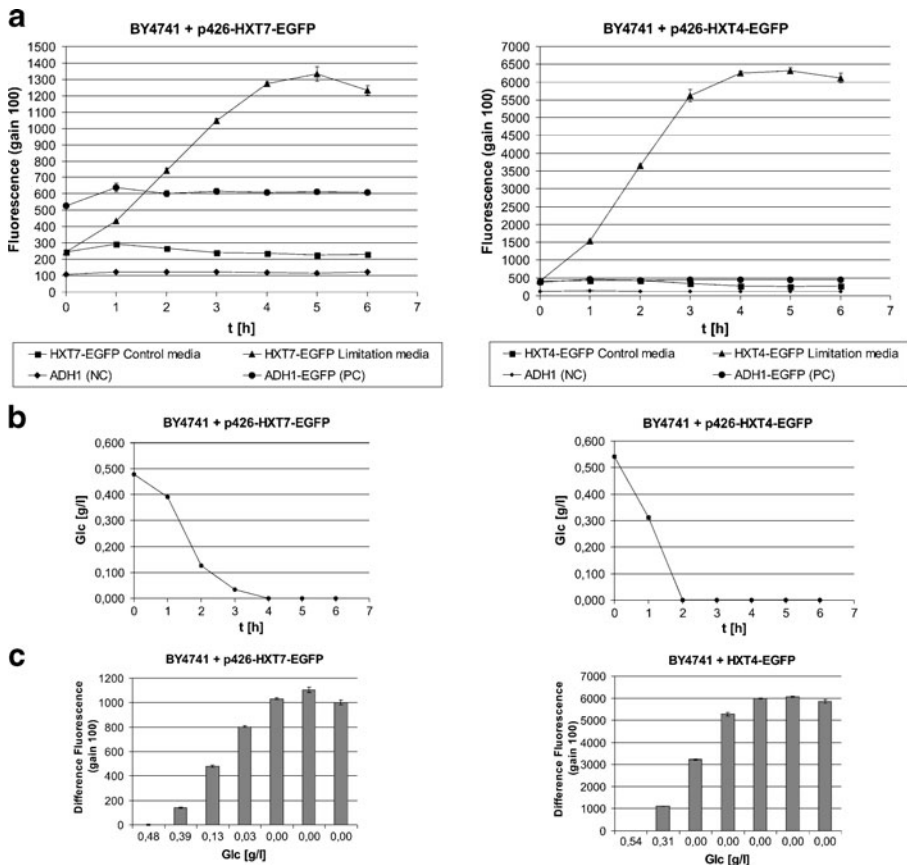 a
BY4741 + p426-HXT7-EGFP
Fluorescence (gain 100)
1500
1400
1300
1200
1100
1000
900
800
700
600
500
400
300
200
100
0
0 1 2 3 4 5 6 7
t [h]
HXT7-EGFP Control media
HXT7-EGFP Limitation media
ADH1 (NC)
ADH1-EGFP (PC)
BY4741 + p426-HXT4-EGFP
Fluorescence (gain 100)
7000
6500
6000
5500
5000
4500
4000
3500
3000
2500
2000
1500
1000
500
0
0 1 2 3 4 5 6 7
t [h]
HXT4-EGFP Control media
HXT4-EGFP Limitation media
ADH1 (NC)
ADH1-EGFP (PC)
b
BY4741 + p426-HXT7-EGFP
Glc [g/l]
0,600
0,500
0,400
0,300
0,200
0,100
0,000
0 1 2 3 4 5 6 7
t [h]
BY4741 + p426-HXT4-EGFP
Glc [g/l]
0,600
0,500
0,400
0,300
0,200
0,100
0,000
0 1 2 3 4 5 6 7
t [h]
c
BY4741 + p426-HXT7-EGFP
Difference Fluorescence
(gain 100)
1200
1000
800
600
400
200
0
0,48 0,39 0,13 0,03 0,00 0,00 0,00
Glc [g/l]
BY4741 + HXT4-EGFP
Difference Fluorescence
(gain 100)
7000
6000
5000
4000
3000
2000
1000
0
0,54 0,31 0,00 0,00 0,00 0,00 0,00
Glc [g/l]